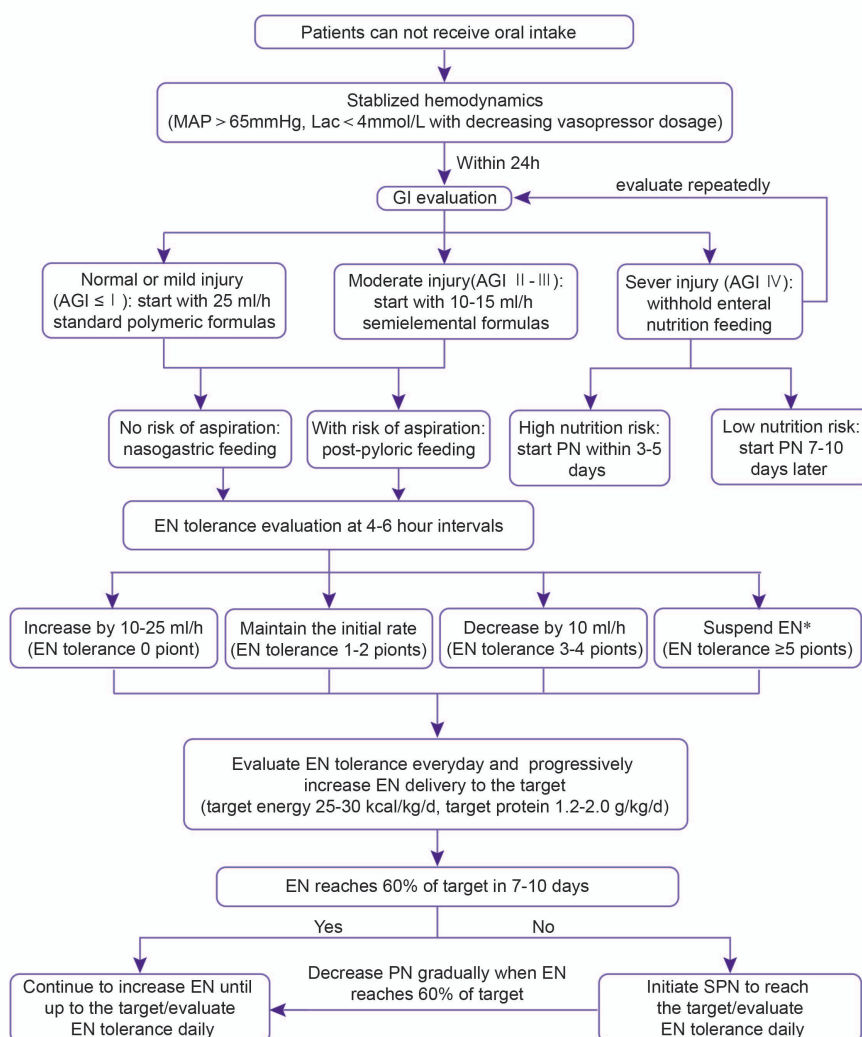 Patients can not receive oral intake
Stablized hemodynamics
(MAP > 65mmHg, Lac < 4mmol/L with decreasing vasopressor dosage)
Within 24h
evaluate repeatedly
GI evaluation
Normal or mild injury
(AGI ≤ Ⅰ): start with 25 ml/h
standard polymeric formulas
Moderate injury(AGI Ⅱ-Ⅲ):
start with 10-15 ml/h
semielemental formulas
Sever injury (AGI Ⅳ):
withhold enteral
nutrition feeding
No risk of aspiration:
nasogastric feeding
With risk of aspiration:
post-pyloric feeding
High nutrition risk:
start PN within 3-5
days
Low nutrition risk:
start PN 7-10
days later
EN tolerance evaluation at 4-6 hour intervals
Increase by 10-25 ml/h
(EN tolerance 0 piont)
Maintain the initial rate
(EN tolerance 1-2 pionts)
Decrease by 10 ml/h
(EN tolerance 3-4 pionts)
Suspend EN*
(EN tolerance ≥5 pionts)
Evaluate EN tolerance everyday and progressively
increase EN delivery to the target
(target energy 25-30 kcal/kg/d, target protein 1.2-2.0 g/kg/d)
EN reaches 60% of target in 7-10 days
Yes
No
Continue to increase EN until
up to the target/evaluate
EN tolerance daily
Decrease PN gradually when EN
reaches 60% of target
Initiate SPN to reach
the target/evaluate
EN tolerance daily